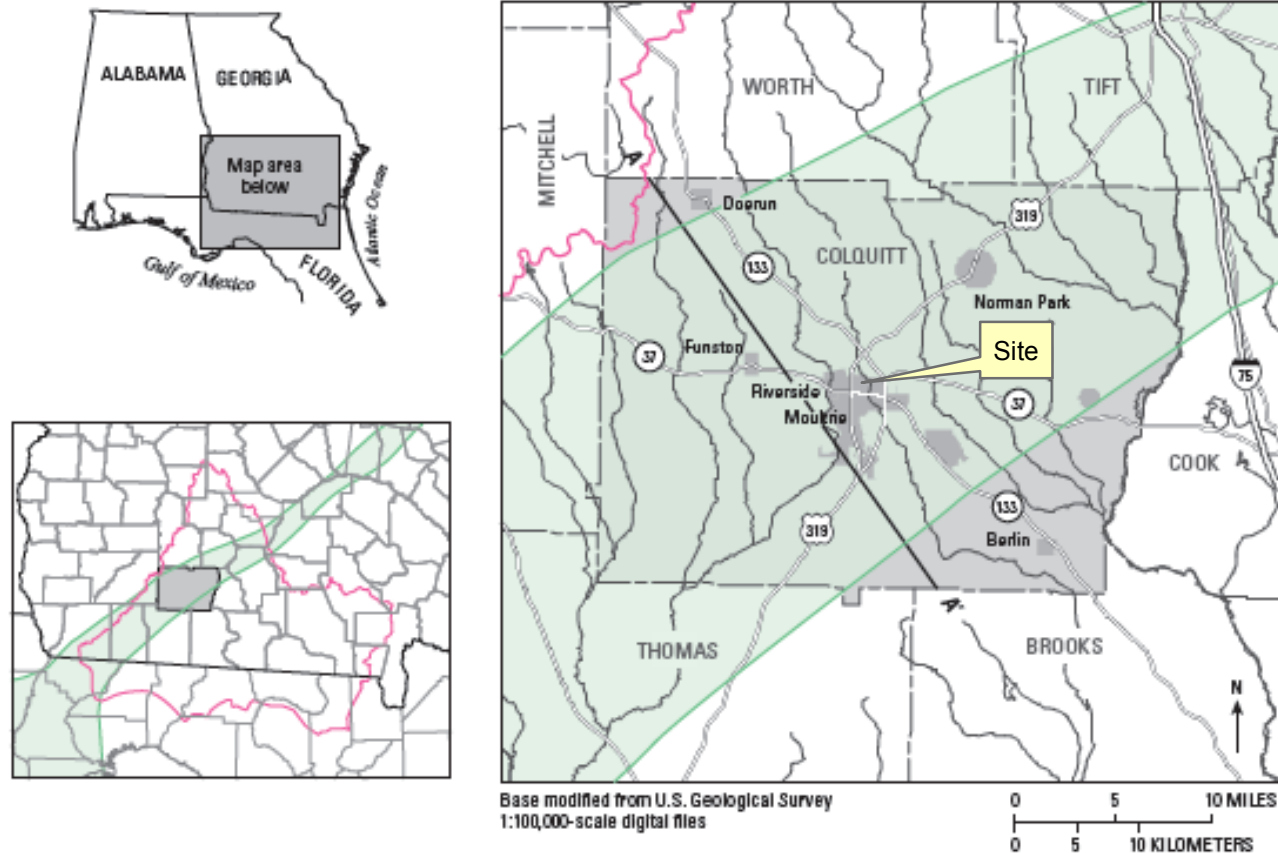 ALABAMA
GEORGIA
Map area
below
Gulf of Mexico
FLORIDA
Atlantic Ocean
WORTH
TIFT
MITCHELL
A
Doerun
319
COLQUITT
133
Norman Park
Site
Funston
37
75
Riverside
37
Moultrie
COOK
133
319
Berlin
A'
THOMAS
BROOKS
N
Base modified from U.S. Geological Survey
1:100,000-scale digital files
0 5 10 MILES
0 5 10 KILOMETERS